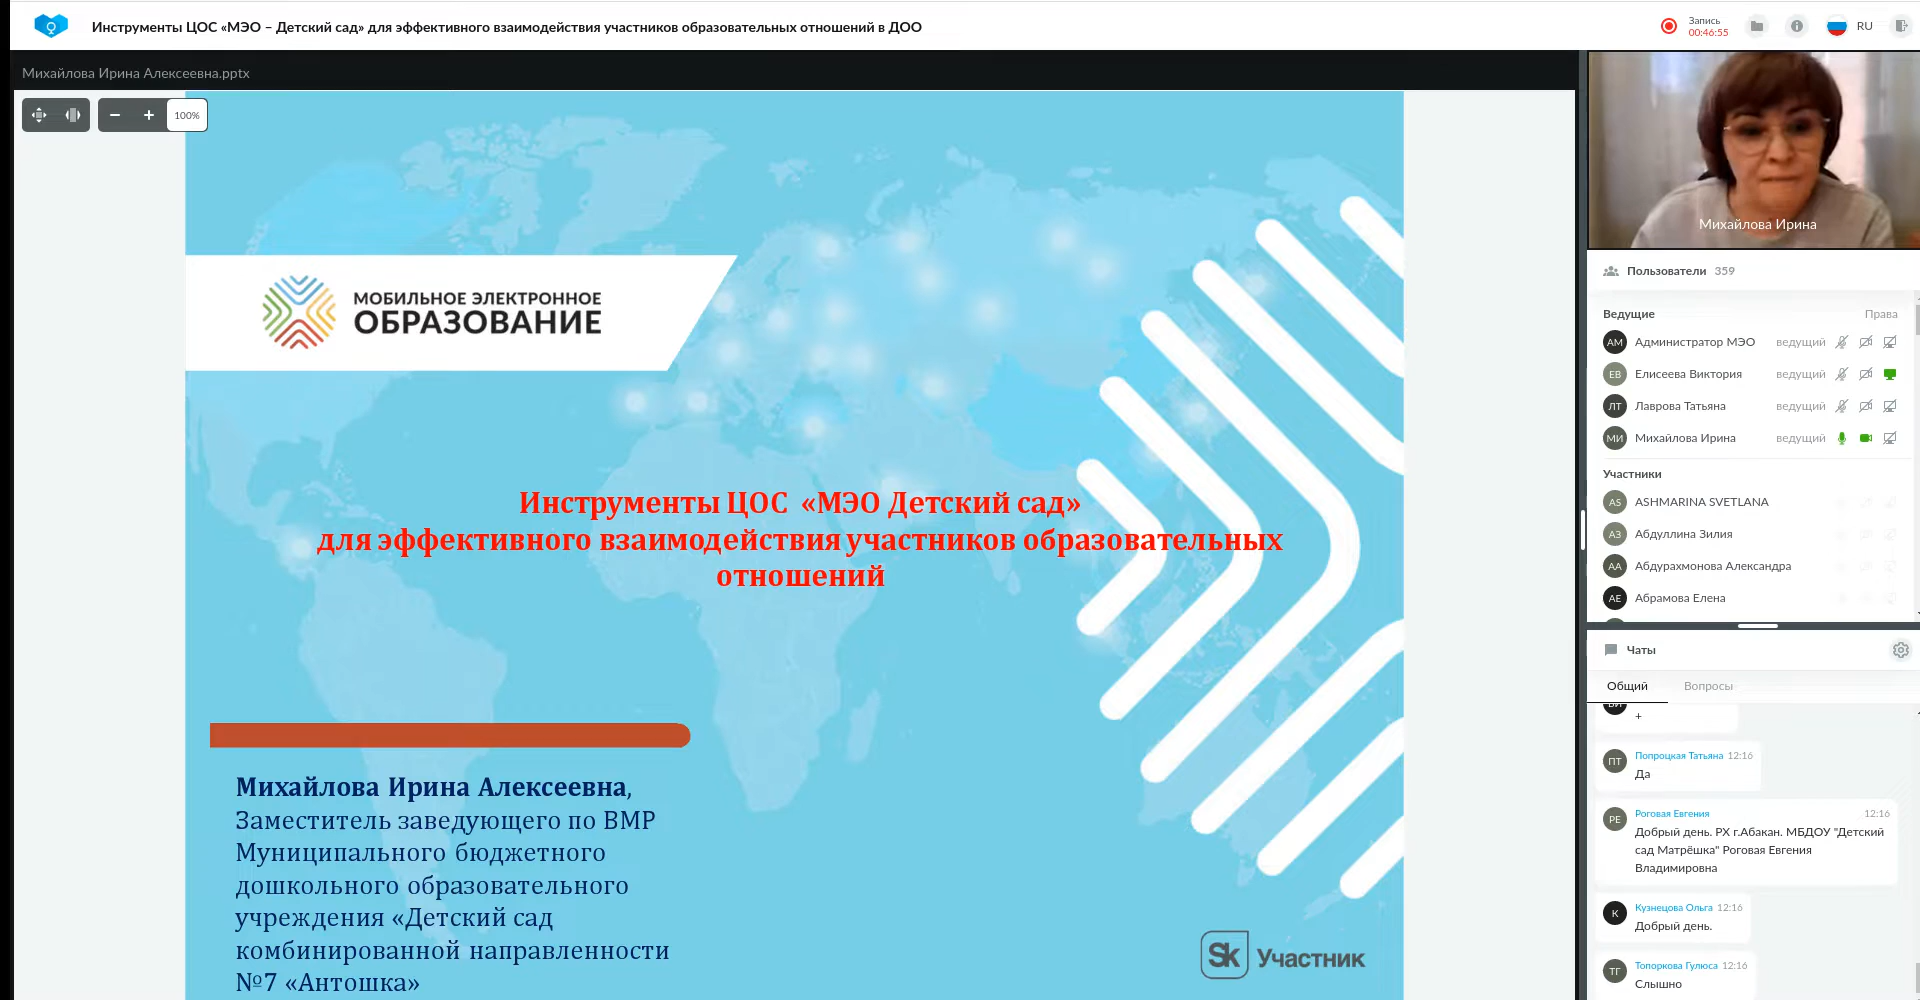 Инструменты ЦОС «МЭО – Детский сад» для эффективного взаимодействия участников образовательных отношений в ДОО
Запись
00:46:55
RU
Михайлова Ирина Алексеевна.pptx
100%
МОБИЛЬНОЕ ЭЛЕКТРОННОЕ
ОБРАЗОВАНИЕ
Инструменты ЦОС «МЭО Детский сад»
для эффективного взаимодействия участников образовательных
отношений
Михайлова Ирина Алексеевна,
Заместитель заведующего по ВМР
Муниципального бюджетного
дошкольного образовательного
учреждения «Детский сад
комбинированной направленности
№7 «Антошка»
Sk Участник
Михайлова Ирина
Пользователи 359
Ведущие Права
АМ Администратор МЭО ведущий
ЕВ Елисеева Виктория ведущий
ЛТ Лаврова Татьяна ведущий
МИ Михайлова Ирина ведущий
Участники
AS ASHMARINA SVETLANA
АЗ Абдуллина Зилия
АА Абдурахмонова Александра
АЕ Абрамова Елена
Чаты
Общий Вопросы
+
ПТ Попроцкая Татьяна 12:16
Да
РЕ Роговая Евгения 12:16
Добрый день. РХ г.Абакан. МБДОУ "Детский
сад Матрёшка" Роговая Евгения
Владимировна
К Кузнецова Ольга 12:16
Добрый день.
ТГ Топоркова Гулюса 12:16
Слышно